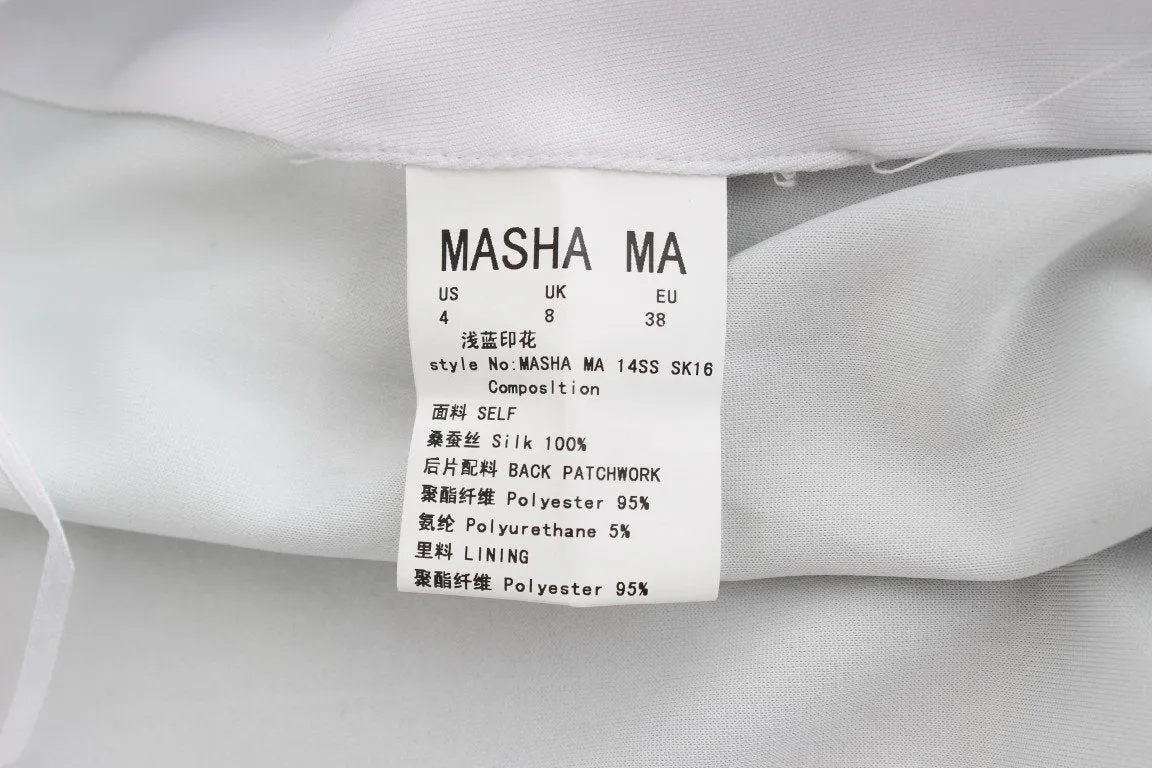 MASHA MA
US UK EU
4 8 38
浅蓝印花
style No:MASHA MA 14SS SK16
Composltion
面料 SELF
桑蚕丝 Silk 100%
后片配料 BACK PATCHWORK
聚酯纤维 Polyester 95%
氨纶 Polyurethane 5%
里料 LINING
聚酯纤维 Polyester 95%